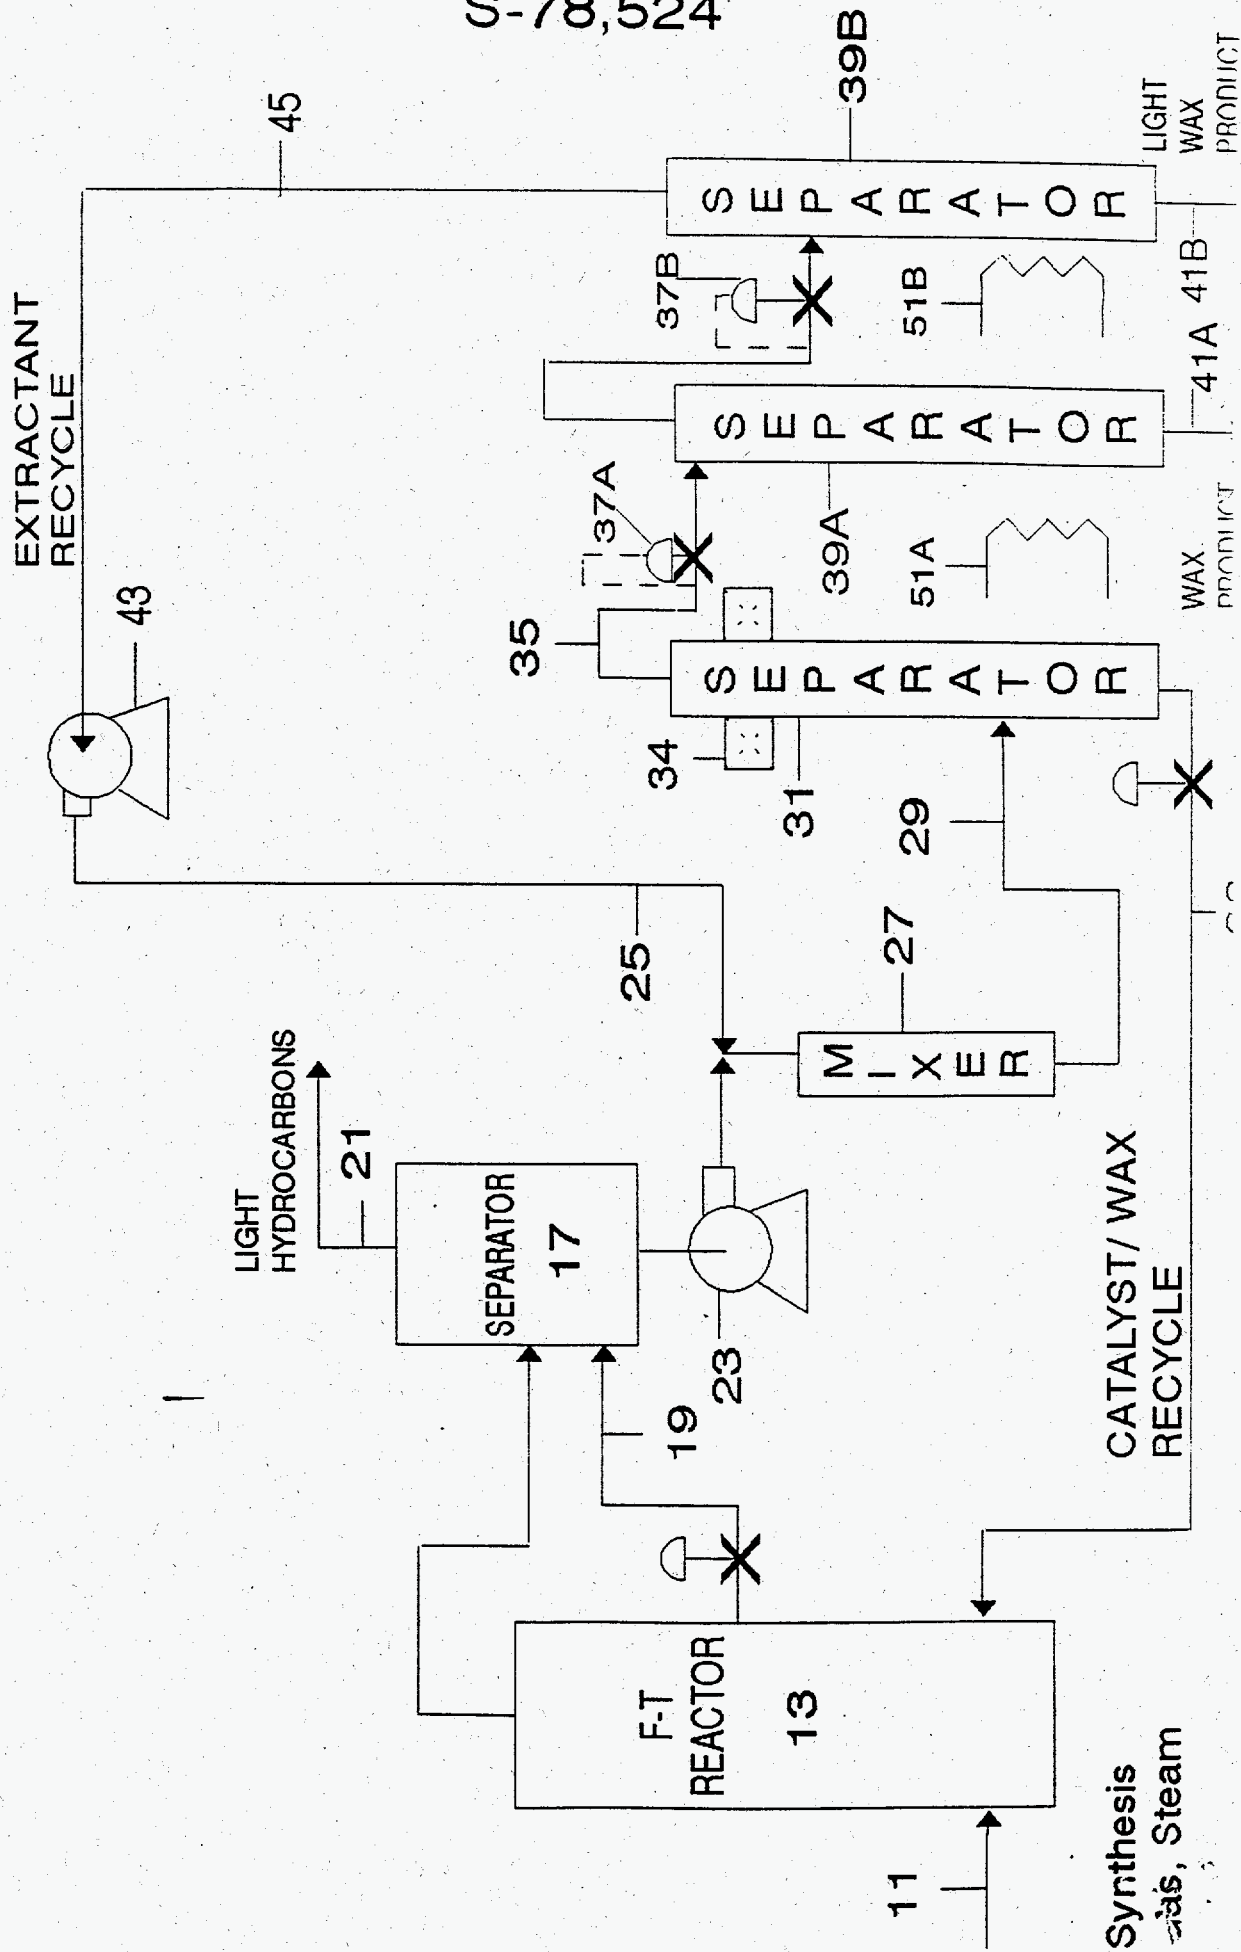 S-78,524
EXTRACTANT
RECYCLE
45
43
25
LIGHT
HYDROCARBONS
21
SEPARATOR
17
23
19
F-T
REACTOR
13
11
Synthesis
Steam
CATALYST/ WAX
RECYCLE
MIXER
27
29
SEPARATOR
31
34
35
37A
SEPARATOR
39A
51A
41A
WAX
PRODUCT
37B
SEPARATOR
39B
51B
41B
LIGHT
WAX
PRODUCT